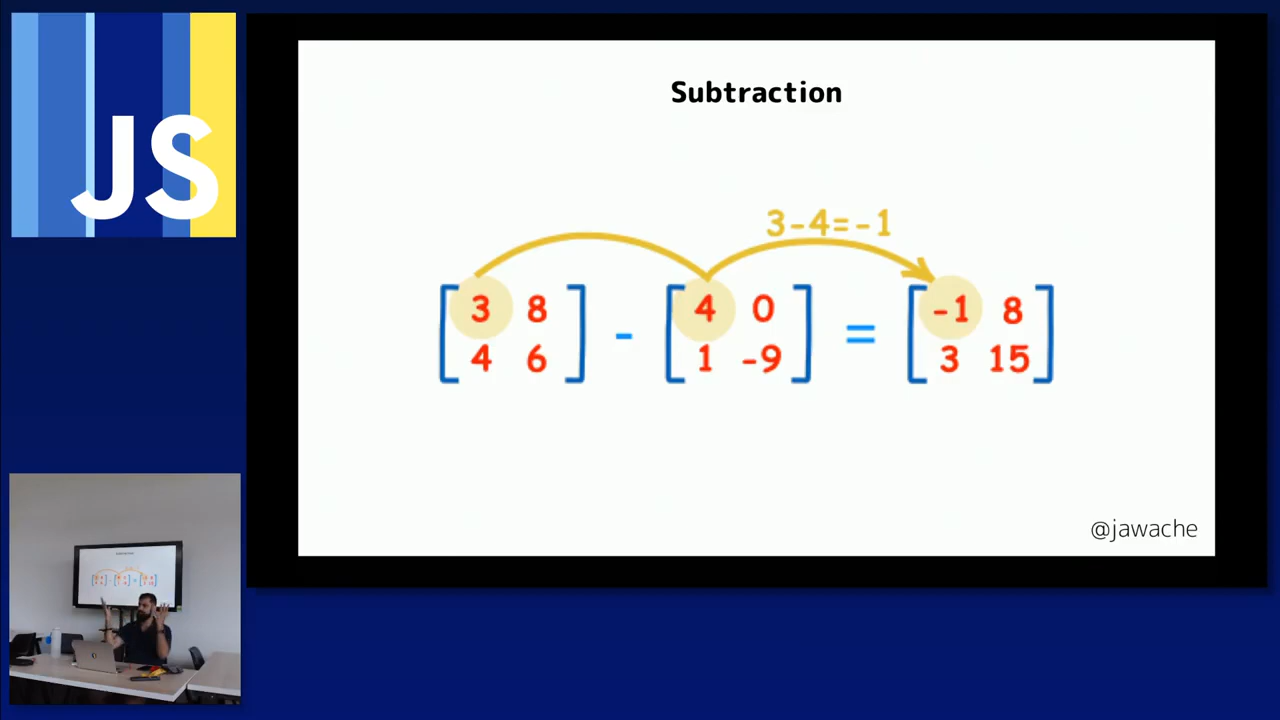 JS
Subtraction
3-4=-1
[3 8] - [4 0] = [-1 8]
[4 6] [1 -9] [3 15]
@jawache